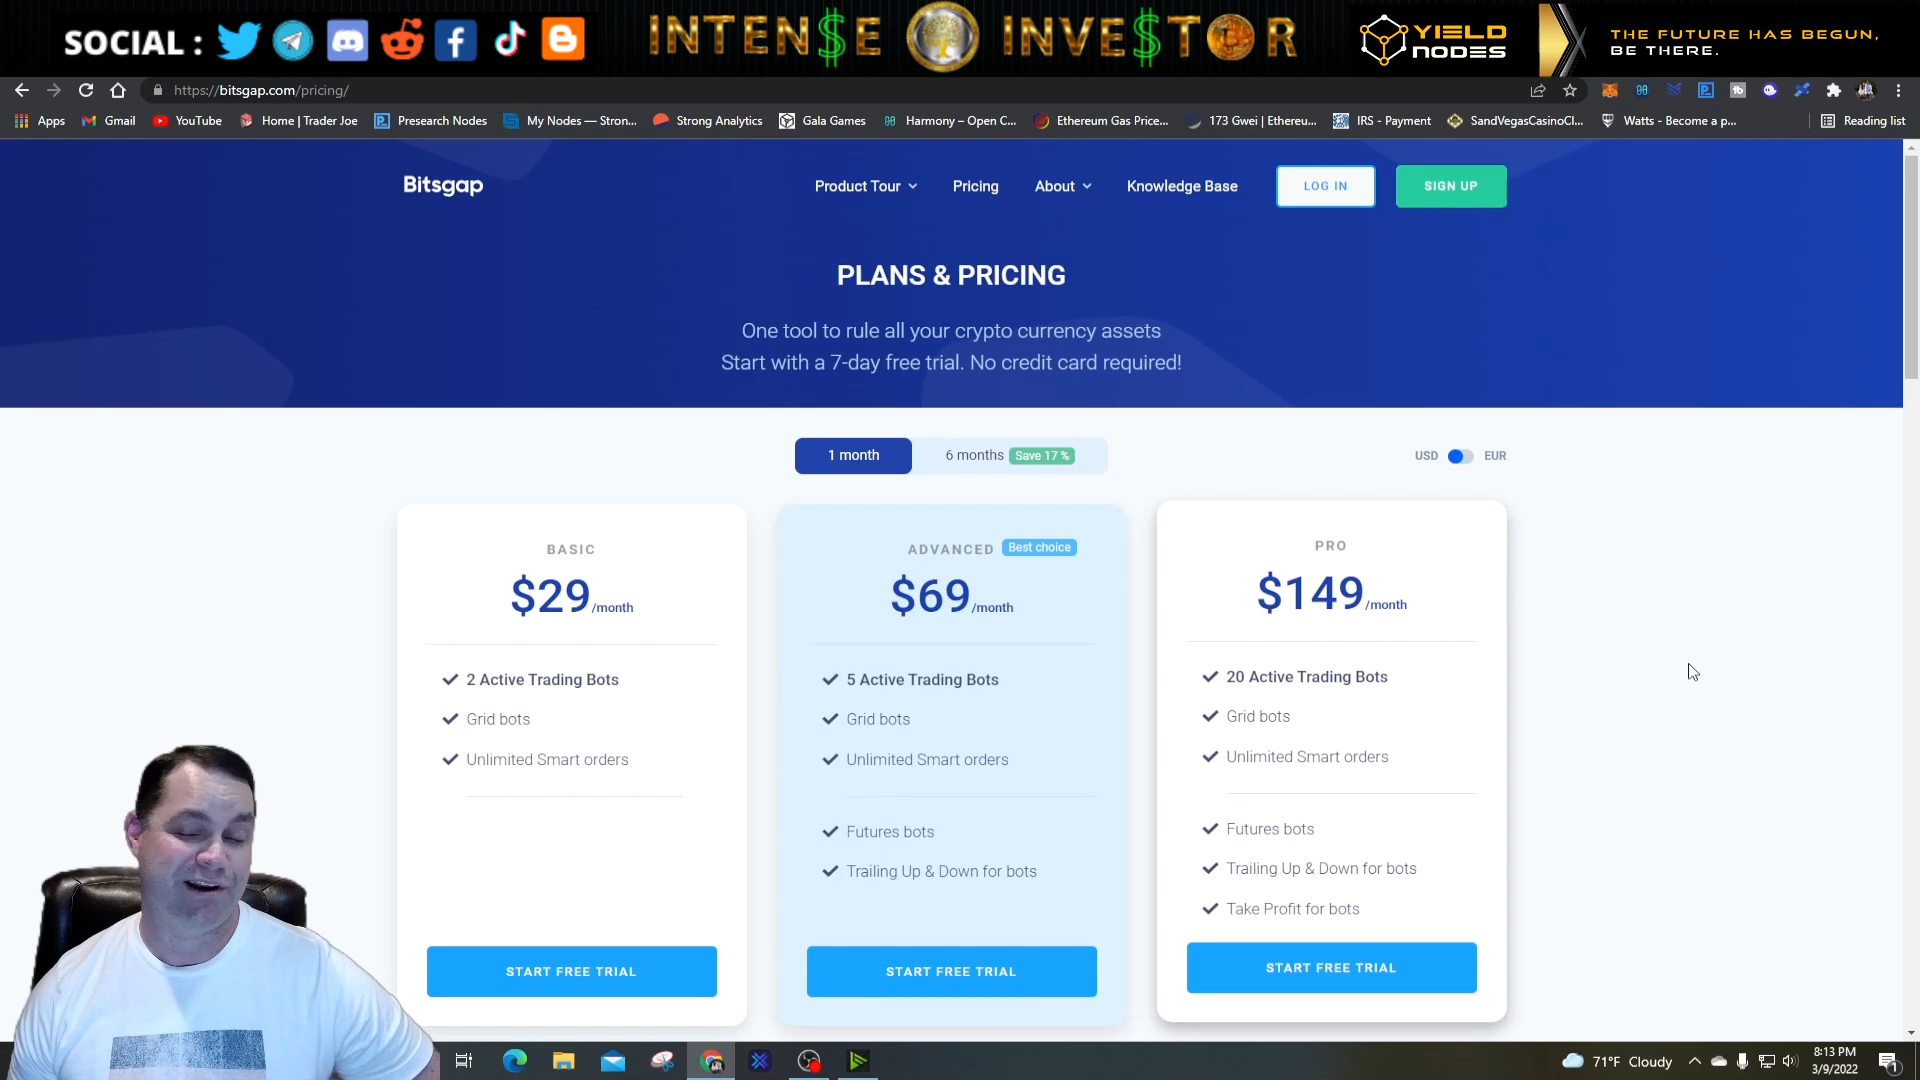 SOCIAL :
INTEN$E INVE$T R
YIELD
NODES
THE FUTURE HAS BEGUN,
BE THERE.
https://bitsgap.com/pricing/
Apps
Gmail
YouTube
Home | Trader Joe
Presearch Nodes
My Nodes — Stron...
Strong Analytics
Gala Games
Harmony – Open C...
Ethereum Gas Price...
173 Gwei | Ethereu...
IRS - Payment
SandVegasCasinoCl...
Watts - Become a p...
Reading list
Bitsgap
Product Tour
Pricing
About
Knowledge Base
LOG IN
SIGN UP
PLANS & PRICING
One tool to rule all your crypto currency assets
Start with a 7-day free trial. No credit card required!
1 month
6 months Save 17 %
USD
EUR
BASIC
$29/month
2 Active Trading Bots
Grid bots
Unlimited Smart orders
START FREE TRIAL
ADVANCED Best choice
$69/month
5 Active Trading Bots
Grid bots
Unlimited Smart orders
Futures bots
Trailing Up & Down for bots
START FREE TRIAL
PRO
$149/month
20 Active Trading Bots
Grid bots
Unlimited Smart orders
Futures bots
Trailing Up & Down for bots
Take Profit for bots
START FREE TRIAL
71°F Cloudy
8:13 PM
3/9/2022